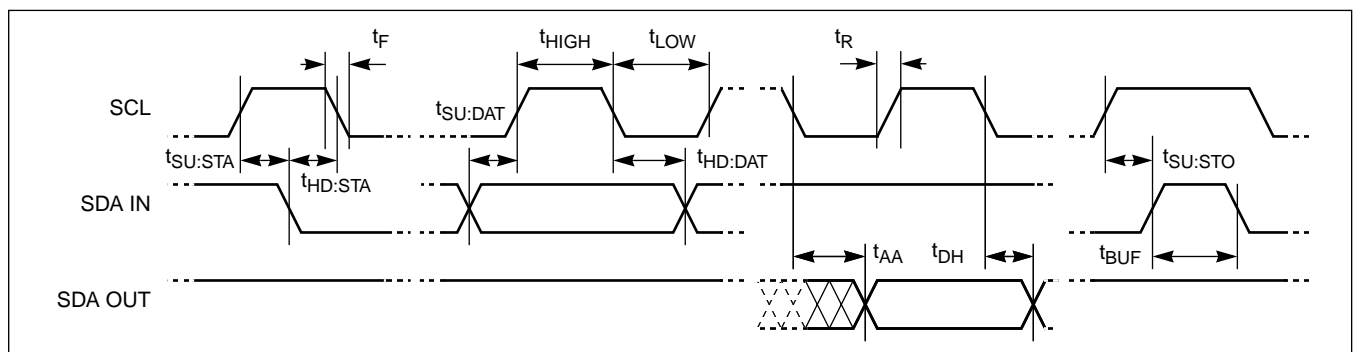 tF
tHIGH
tLOW
tR
SCL
tSU:DAT
tSU:STA
tHD:STA
tHD:DAT
tSU:STO
SDA IN
tAA
tDH
tBUF
SDA OUT